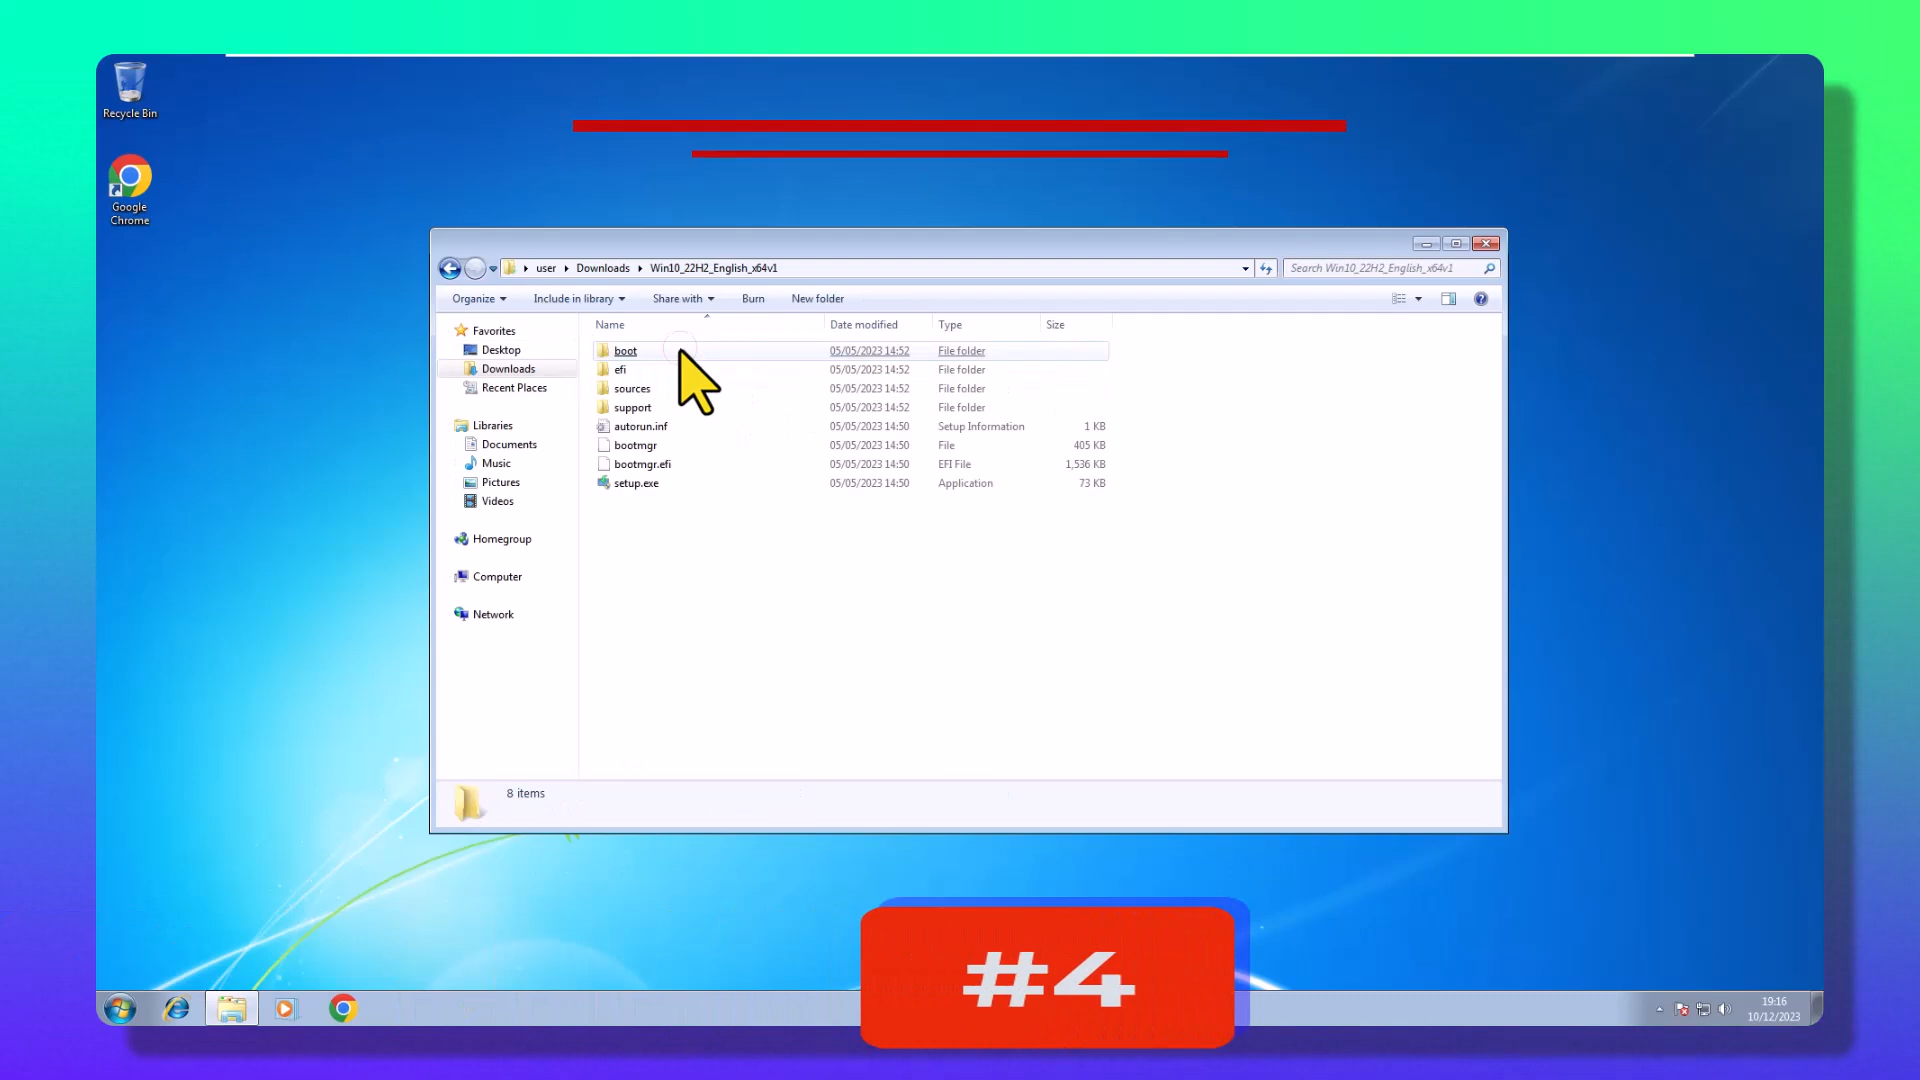 Recycle Bin
Google
Chrome
user
Downloads
Win10_22H2_English_x64v1
Search Win10_22H2_English_x64v1
Organize
Include in library
Share with
Burn
New folder
Favorites
Desktop
Downloads
Recent Places
Libraries
Documents
Music
Pictures
Videos
Homegroup
Computer
Network
Name Date modified Type Size
boot 05/05/2023 14:52 File folder
efi 05/05/2023 14:52 File folder
sources 05/05/2023 14:52 File folder
support 05/05/2023 14:52 File folder
autorun.inf 05/05/2023 14:50 Setup Information 1 KB
bootmgr 05/05/2023 14:50 File 405 KB
bootmgr.efi 05/05/2023 14:50 EFI File 1,536 KB
setup.exe 05/05/2023 14:50 Application 73 KB
8 items
#4
19:16
10/12/2023